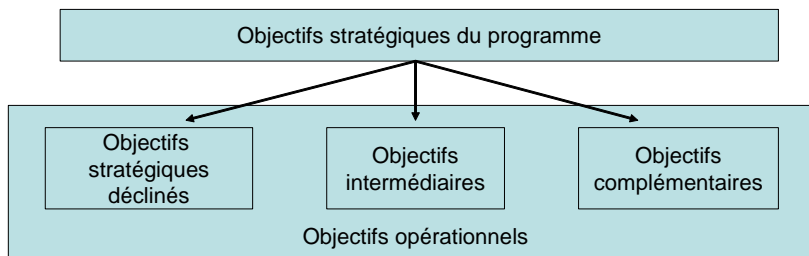 Objectifs stratégiques du programme
Objectifs
stratégiques
déclinés
Objectifs
intermédiaires
Objectifs
complémentaires
Objectifs opérationnels